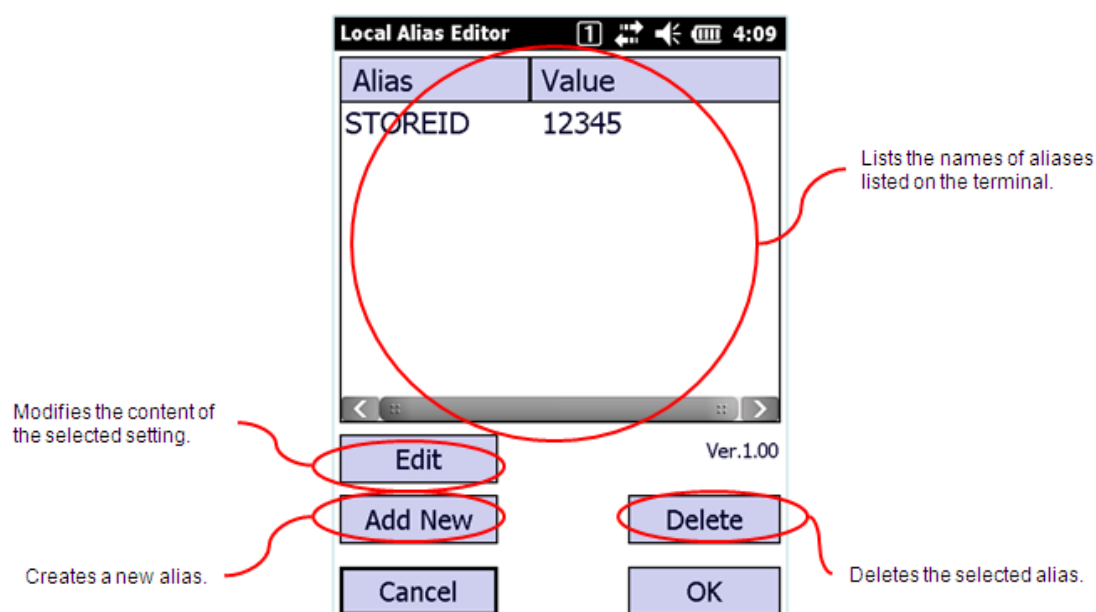 Local Alias Editor 1 4:09
Alias Value
STOREID 12345
Lists the names of aliases
listed on the terminal.
Modifies the content of
the selected setting.
Edit Ver.1.00
Add New Delete
Creates a new alias.
Deletes the selected alias.
Cancel OK